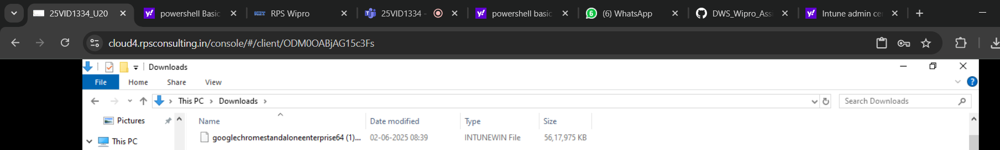 25VID1334_U20
powershell Basic
RPS Wipro
25VID1334 -
powershell basic
6 (6) WhatsApp
DWS_Wipro_Ass
Intune admin ce
cloud4.rpsconsulting.in/console/#/client/ODM0OABjAG15c3Fs
Downloads
File Home Share View
This PC > Downloads >
Search Downloads
Pictures
Name Date modified Type Size
This PC
googlechromestandaloneenterprise64 (1)... 02-06-2025 08:39 INTUNEWIN File 56,17,975 KB